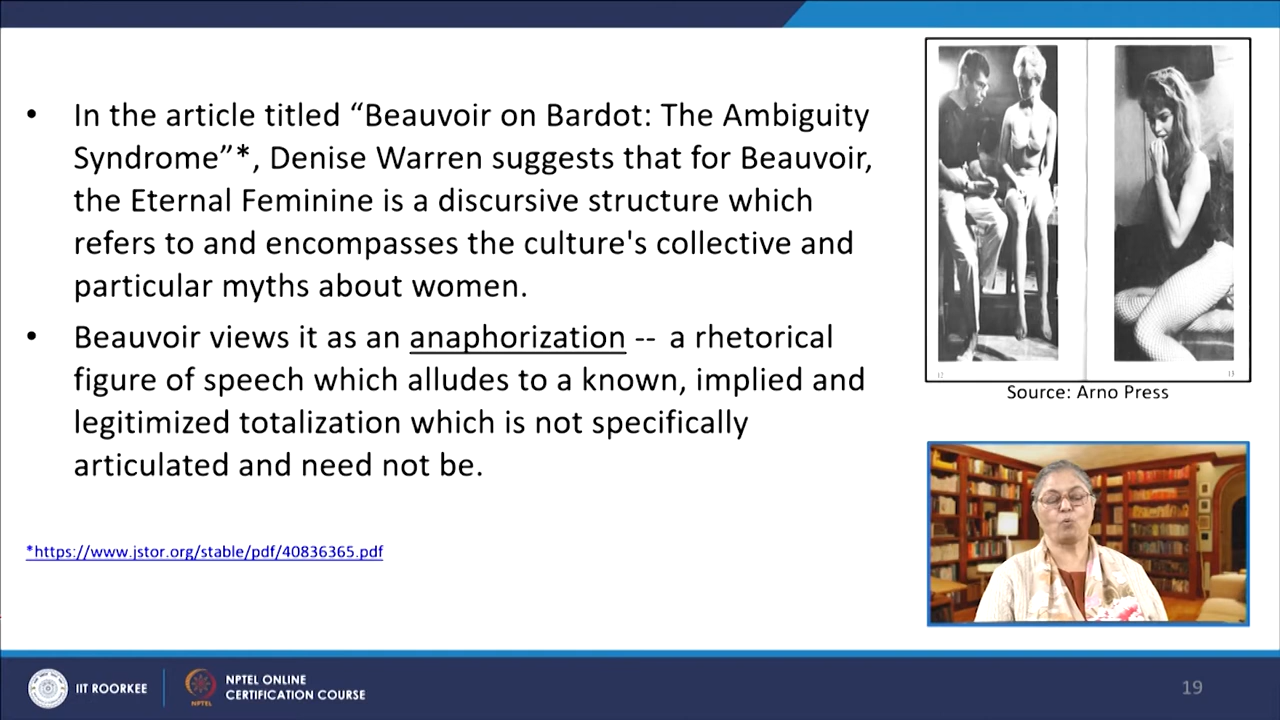 • In the article titled “Beauvoir on Bardot: The Ambiguity
Syndrome”*, Denise Warren suggests that for Beauvoir,
the Eternal Feminine is a discursive structure which
refers to and encompasses the culture's collective and
particular myths about women.
• Beauvoir views it as an anaphorization -- a rhetorical
figure of speech which alludes to a known, implied and
legitimized totalization which is not specifically
articulated and need not be.
*https://www.jstor.org/stable/pdf/40836365.pdf
12
13
Source: Arno Press
IIT ROORKEE
NPTEL
NPTEL ONLINE
CERTIFICATION COURSE
19